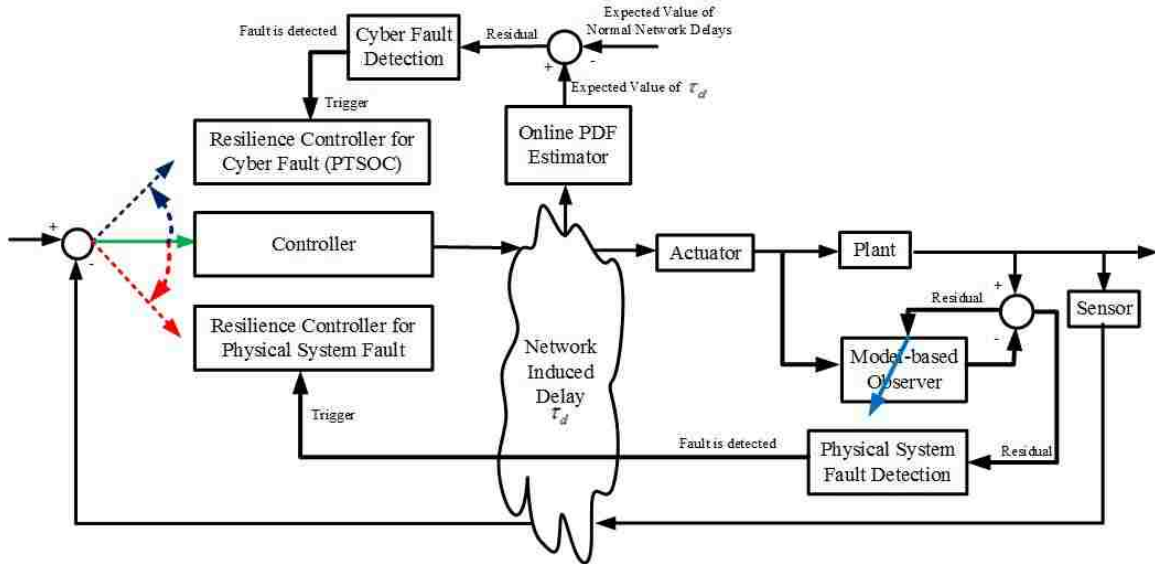 Expected Value of
Normal Network Delays
Fault is detected
Cyber Fault
Detection
Residual
+
-
Expected Value of τd
Trigger
Resilience Controller for
Cyber Fault (PTSOC)
Online PDF
Estimator
+
-
Controller
Actuator
Plant
Resilience Controller for
Physical System Fault
Residual
+
-
Sensor
Model-based
Observer
Network
Induced
Delay
τd
Trigger
Fault is detected
Physical System
Fault Detection
Residual